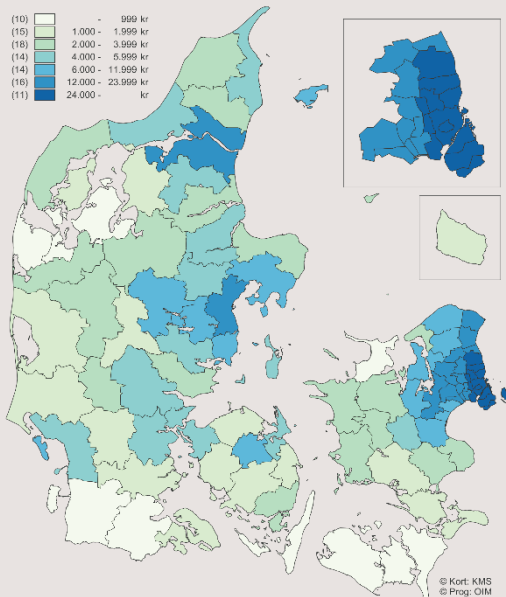 (10) - 999 kr
(15) 1.000 - 1.999 kr
(18) 2.000 - 3.999 kr
(14) 4.000 - 5.999 kr
(14) 6.000 - 11.999 kr
(16) 12.000 - 23.999 kr
(11) 24.000 - kr
© Kort: KMS
© Prog: OIM